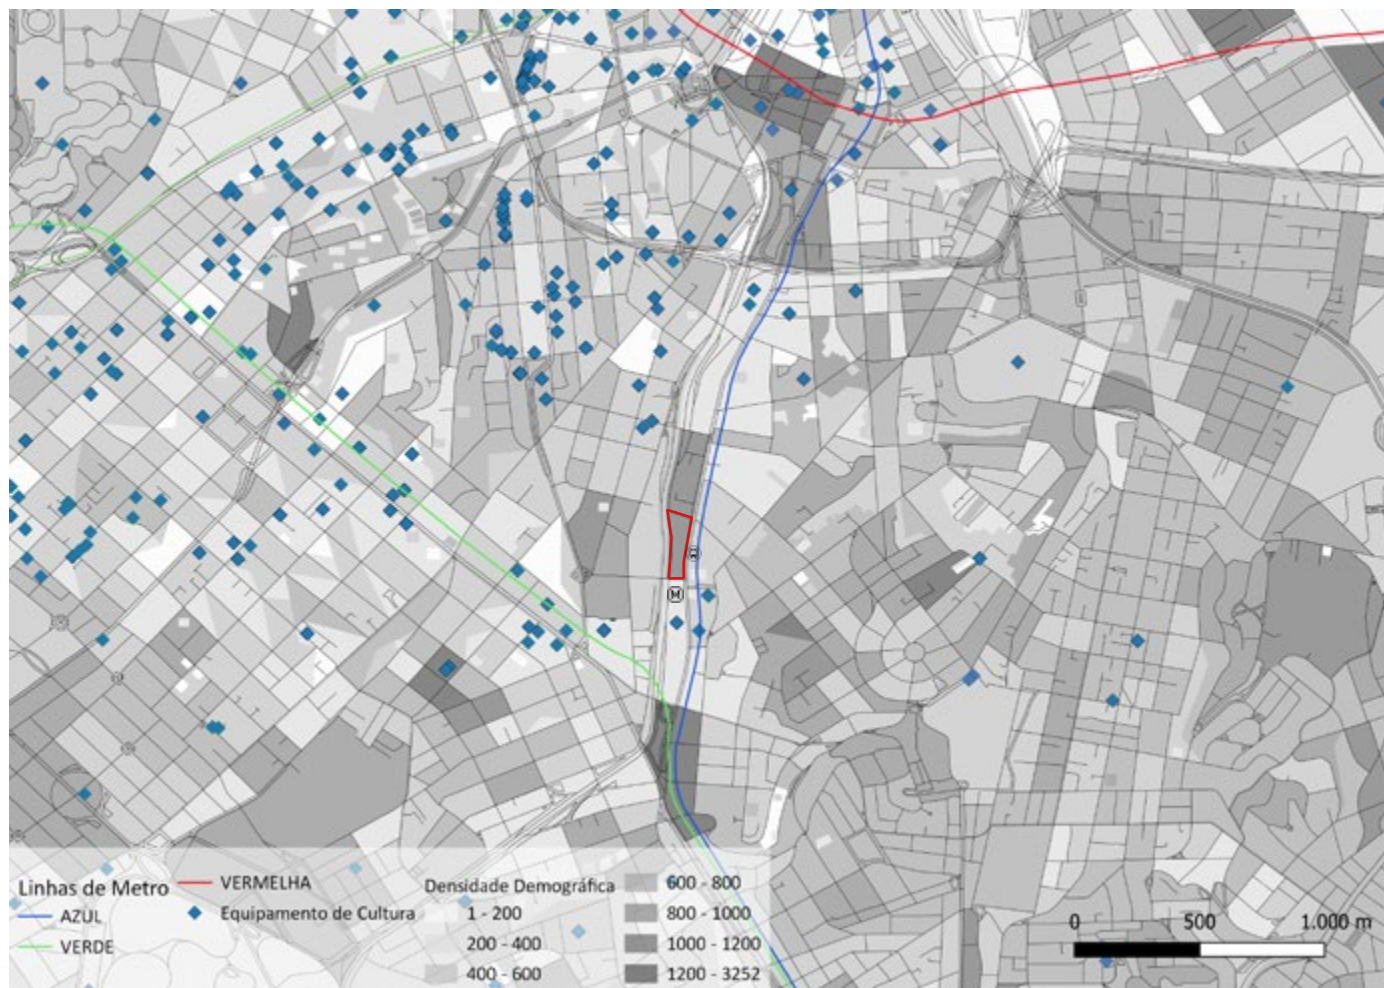 M
Linhas de Metro
AZUL
VERDE
VERMELHA
Equipamento de Cultura
Densidade Demográfica
1 - 200
200 - 400
400 - 600
600 - 800
800 - 1000
1000 - 1200
1200 - 3252
0 500 1.000 m